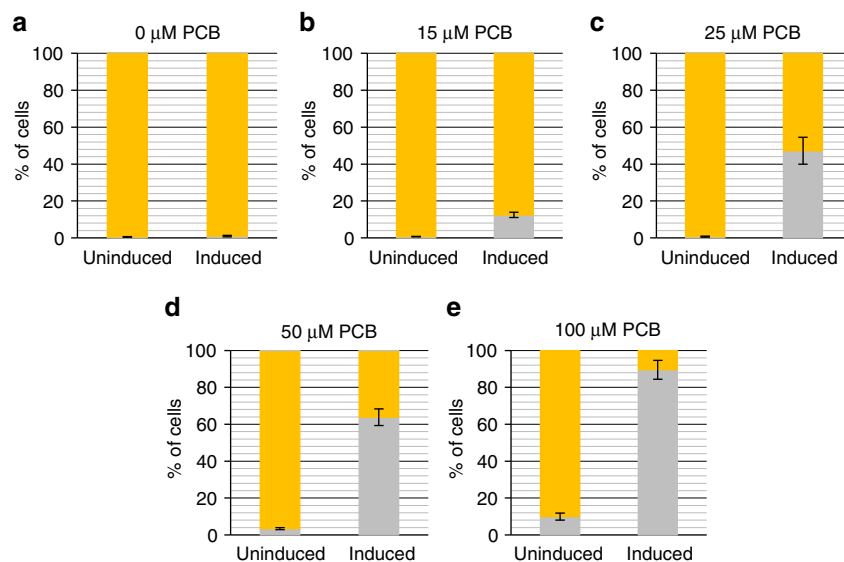 a
0 μM PCB
% of cells
100
80
60
40
20
0
Uninduced Induced
b
15 μM PCB
% of cells
100
80
60
40
20
0
Uninduced Induced
c
25 μM PCB
% of cells
100
80
60
40
20
0
Uninduced Induced
d
50 μM PCB
% of cells
100
80
60
40
20
0
Uninduced Induced
e
100 μM PCB
% of cells
100
80
60
40
20
0
Uninduced Induced